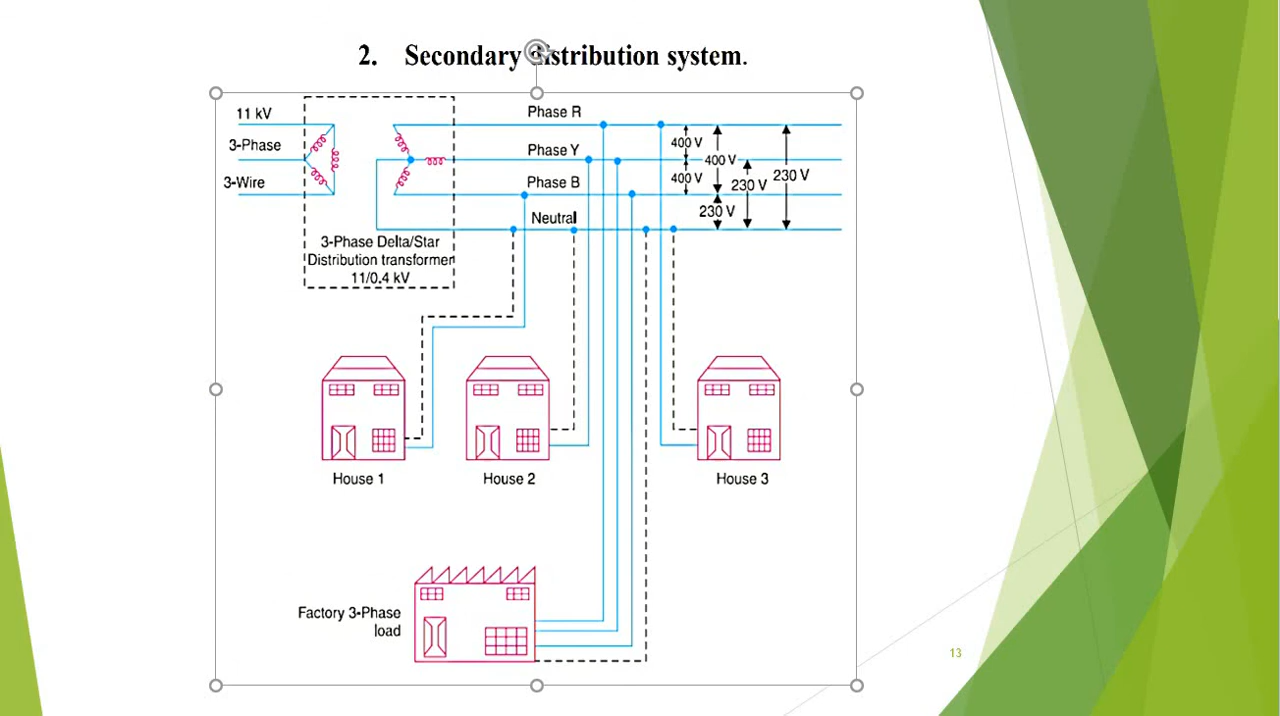 2. Secondary distribution system.
11 kV
3-Phase
3-Wire
Phase R
Phase Y
Phase B
Neutral
400 V
400 V
400 V
230 V
230 V
230 V
3-Phase Delta/Star
Distribution transformer
11/0.4 kV
House 1
House 2
House 3
Factory 3-Phase
load
13